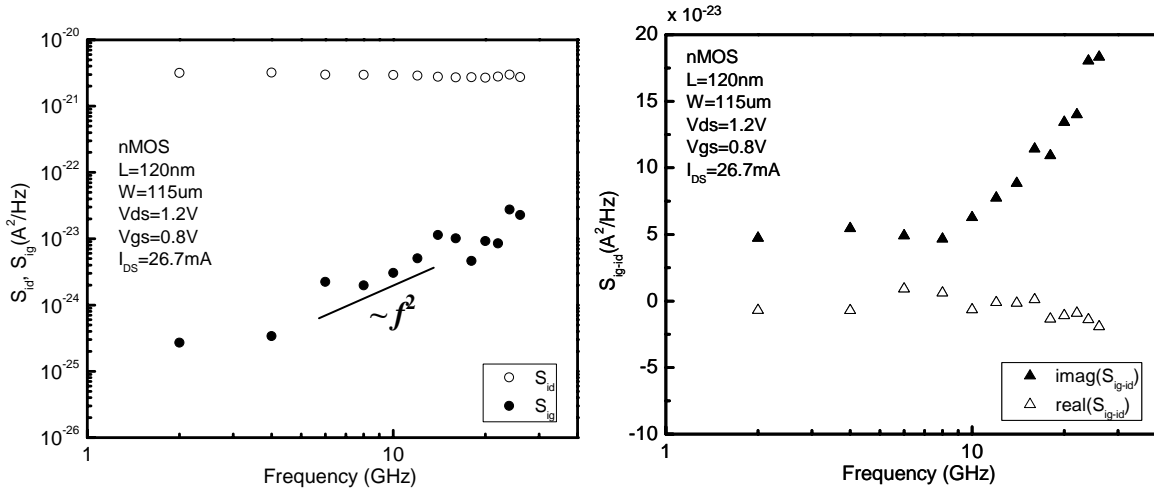 10^-20
10^-21
10^-22
10^-23
10^-24
10^-25
10^-26
S_id, S_ig(A^2/Hz)
nMOS
L=120nm
W=115um
Vds=1.2V
Vgs=0.8V
I_DS=26.7mA
~f^2
S_id
S_ig
1
10
Frequency (GHz)
x 10^-23
20
15
10
5
0
-5
-10
S_ig-id(A^2/Hz)
nMOS
L=120nm
W=115um
Vds=1.2V
Vgs=0.8V
I_DS=26.7mA
imag(S_ig-id)
real(S_ig-id)
1
10
Frequency (GHz)